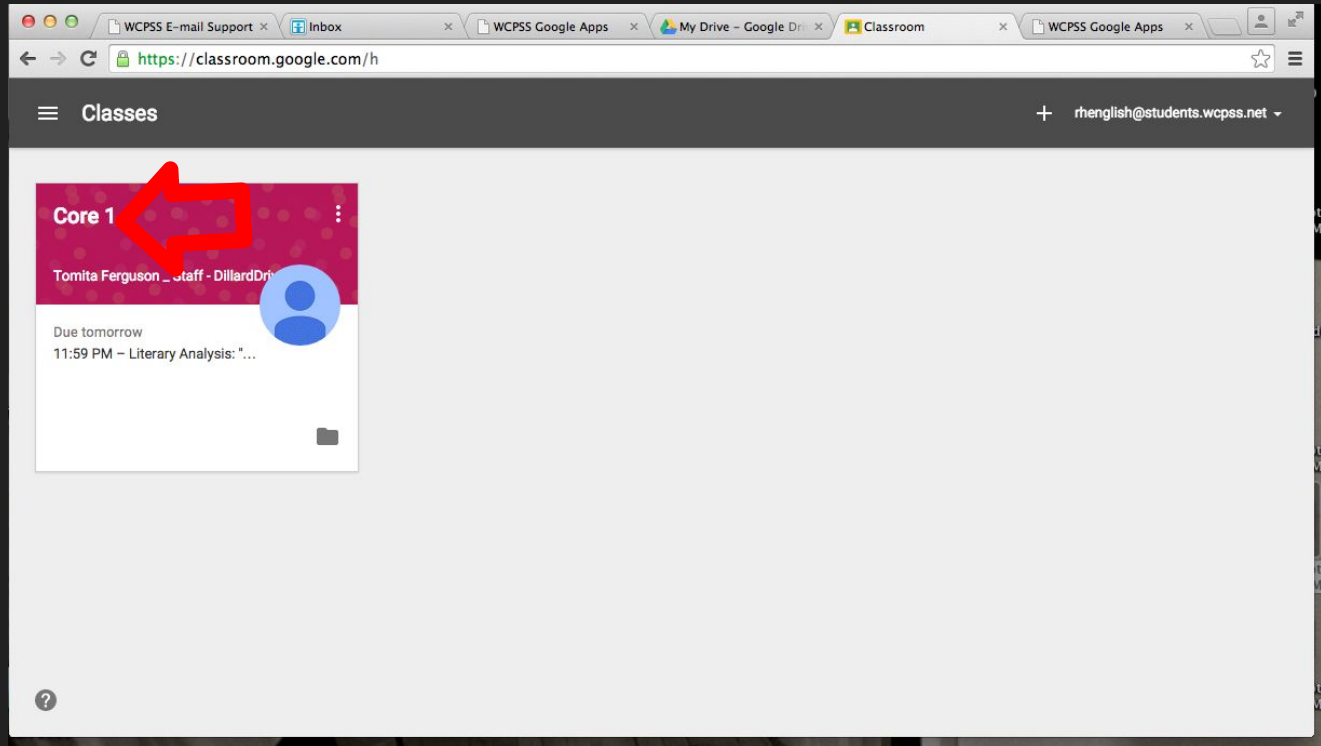 WCPSS E-mail Support
Inbox
WCPSS Google Apps
My Drive - Google Dri
Classroom
WCPSS Google Apps
https://classroom.google.com/h
Classes
rhenglish@students.wcpss.net
Core 1
Tomita Ferguson _ Staff - DillardDri
Due tomorrow
11:59 PM – Literary Analysis: "...